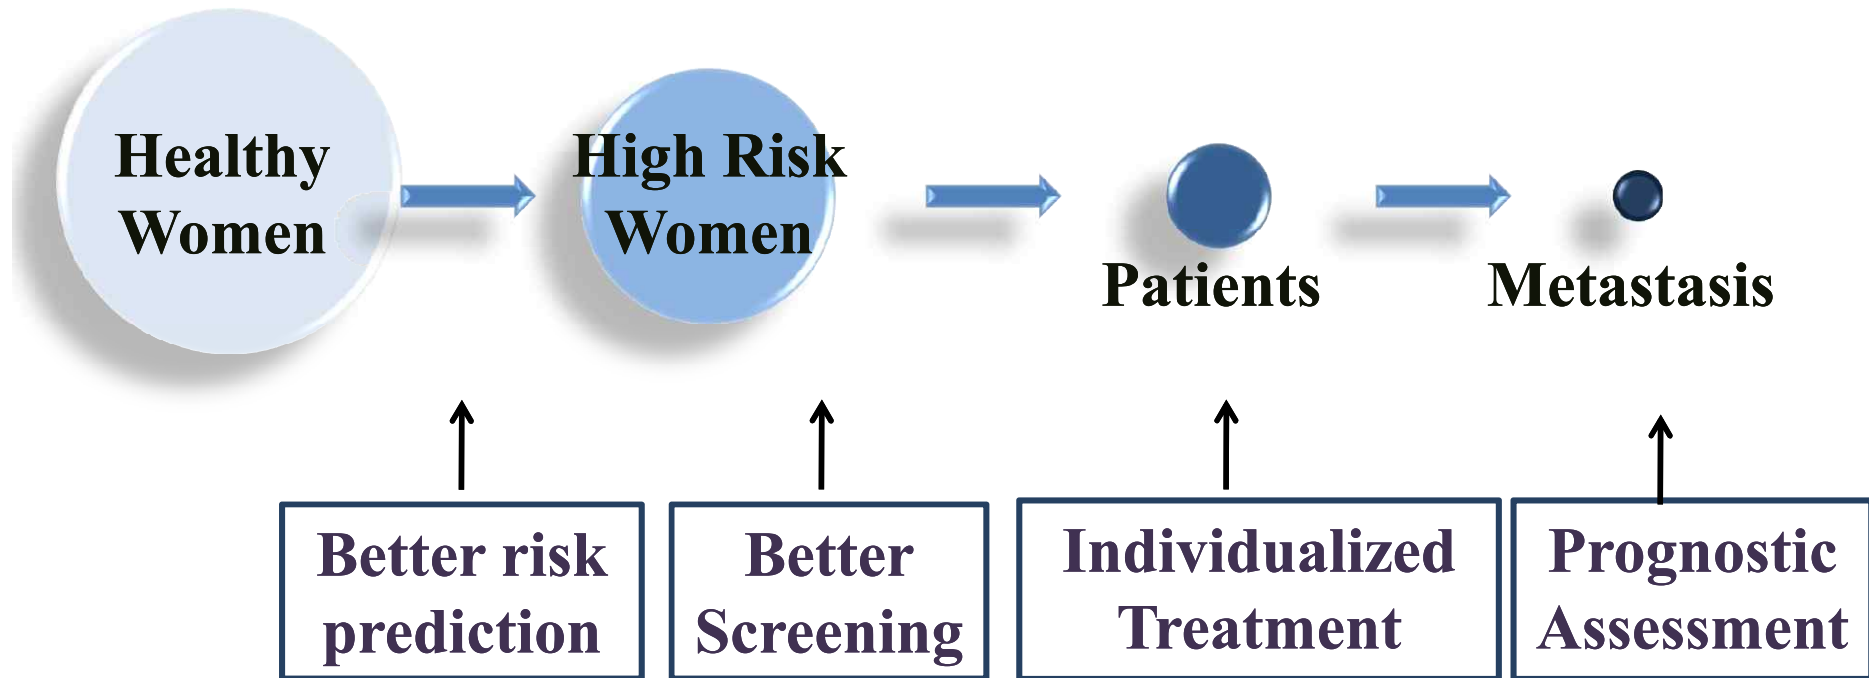 Healthy
Women
High Risk
Women
Patients
Metastasis
Better risk
prediction
Better
Screening
Individualized
Treatment
Prognostic
Assessment